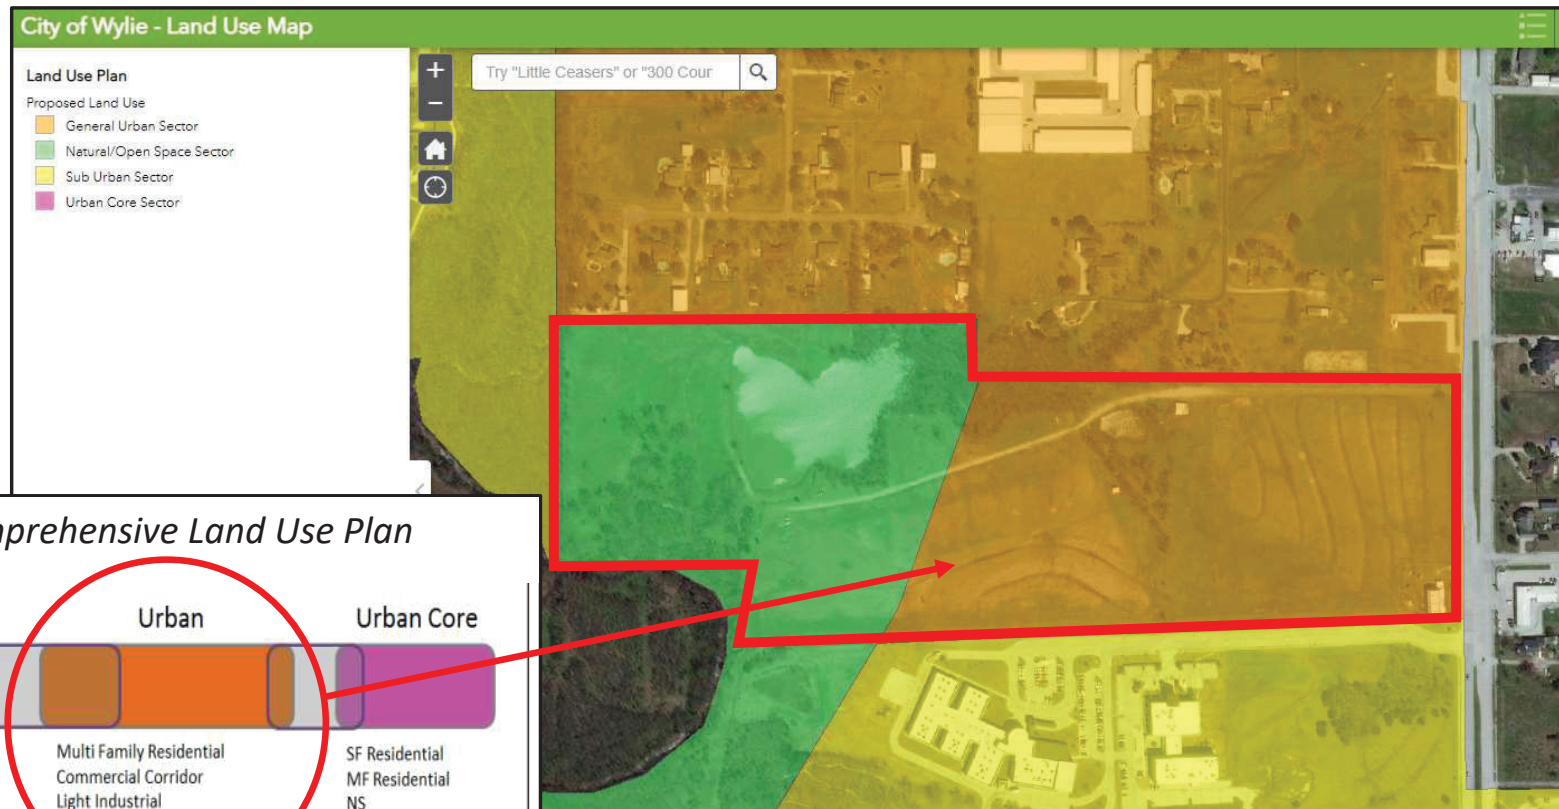 City of Wylie - Land Use Map
Land Use Plan
Proposed Land Use
General Urban Sector
Natural/Open Space Sector
Sub Urban Sector
Urban Core Sector
+
Try "Little Ceasers" or "300 Cour
−
<
nprehensive Land Use Plan
Urban
Urban Core
Multi Family Residential
Commercial Corridor
Light Industrial
SF Residential
MF Residential
NS